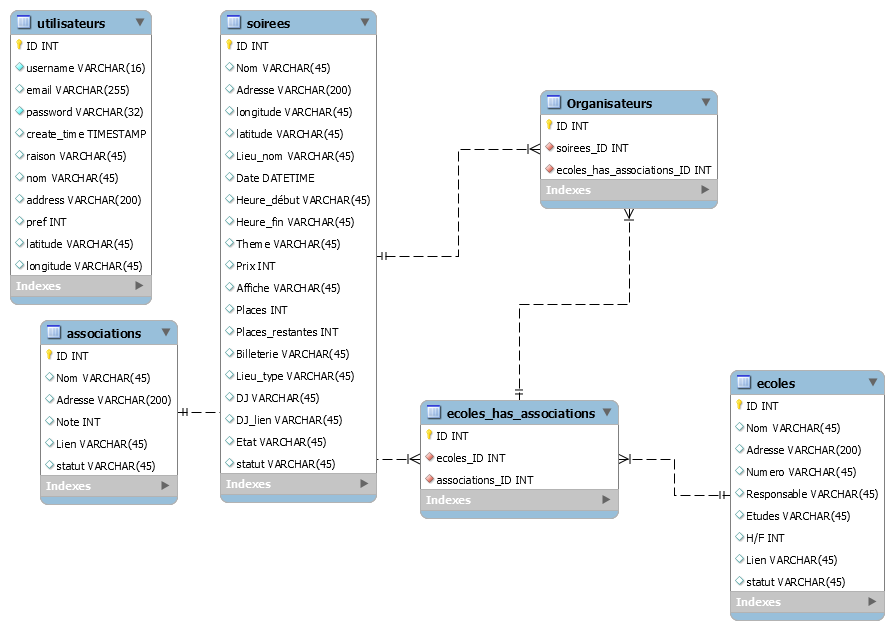 utilisateurs
ID INT
username VARCHAR(16)
email VARCHAR(255)
password VARCHAR(32)
create_time TIMESTAMP
raison VARCHAR(45)
nom VARCHAR(45)
address VARCHAR(200)
pref INT
latitude VARCHAR(45)
longitude VARCHAR(45)
Indexes
associations
ID INT
Nom VARCHAR(45)
Adresse VARCHAR(200)
Note INT
Lien VARCHAR(45)
statut VARCHAR(45)
Indexes
soirees
ID INT
Nom VARCHAR(45)
Adresse VARCHAR(200)
longitude VARCHAR(45)
latitude VARCHAR(45)
Lieu_nom VARCHAR(45)
Date DATETIME
Heure_début VARCHAR(45)
Heure_fin VARCHAR(45)
Theme VARCHAR(45)
Prix INT
Affiche VARCHAR(45)
Places INT
Places_restantes INT
Billeterie VARCHAR(45)
Lieu_type VARCHAR(45)
DJ VARCHAR(45)
DJ_lien VARCHAR(45)
Etat VARCHAR(45)
statut VARCHAR(45)
Indexes
Organisateurs
ID INT
soirees_ID INT
ecoles_has_associations_ID INT
Indexes
ecoles_has_associations
ID INT
ecoles_ID INT
associations_ID INT
Indexes
ecoles
ID INT
Nom VARCHAR(45)
Adresse VARCHAR(200)
Numero VARCHAR(45)
Responsable VARCHAR(45)
Etudes VARCHAR(45)
H/F INT
Lien VARCHAR(45)
statut VARCHAR(45)
Indexes